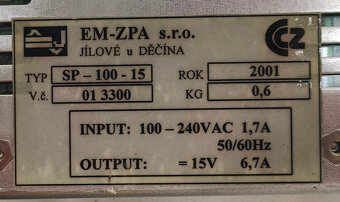 EM-ZPA s.r.o.
JÍLOVÉ u DĚČÍNA
TYP SP-100-15 ROK 2001
V.č. 01 3300 KG 0,6
INPUT: 100-240VAC 1,7A
50/60Hz
OUTPUT: =15V 6,7A